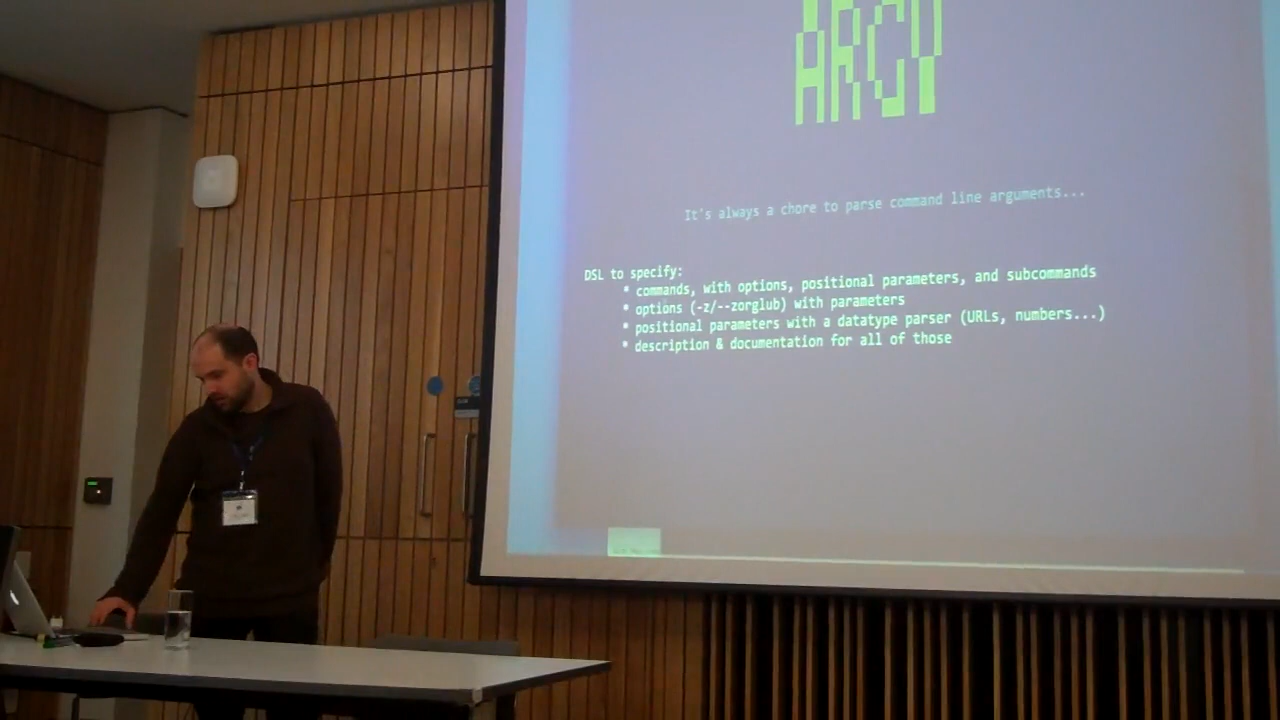 ARGV
It's always a chore to parse command line arguments...
DSL to specify:
* commands, with options, positional parameters, and subcommands
* options (-z/--zorglub) with parameters
* positional parameters with a datatype parser (URLs, numbers...)
* description & documentation for all of those